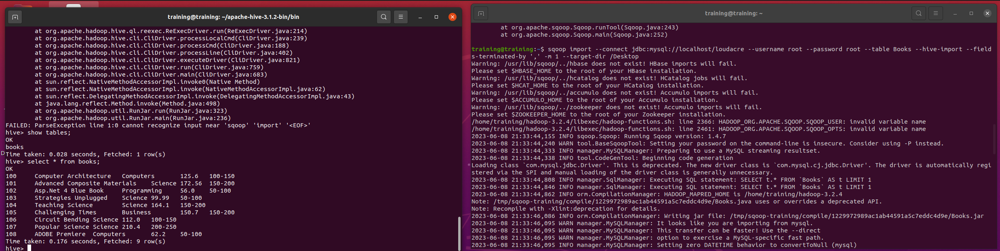 training@training: ~/apache-hive-3.1.2-bin/bin
at org.apache.hadoop.hive.ql.reexec.ReExecDriver.run(ReExecDriver.java:214)
at org.apache.hadoop.hive.cli.CliDriver.processLocalCmd(CliDriver.java:239)
at org.apache.hadoop.hive.cli.CliDriver.processCmd(CliDriver.java:188)
at org.apache.hadoop.hive.cli.CliDriver.processLine(CliDriver.java:402)
at org.apache.hadoop.hive.cli.CliDriver.executeDriver(CliDriver.java:821)
at org.apache.hadoop.hive.cli.CliDriver.run(CliDriver.java:759)
at org.apache.hadoop.hive.cli.CliDriver.main(CliDriver.java:683)
at sun.reflect.NativeMethodAccessorImpl.invoke0(Native Method)
at sun.reflect.NativeMethodAccessorImpl.invoke(NativeMethodAccessorImpl.java:62)
at sun.reflect.DelegatingMethodAccessorImpl.invoke(DelegatingMethodAccessorImpl.java:43)
at java.lang.reflect.Method.invoke(Method.java:498)
at org.apache.hadoop.util.RunJar.run(RunJar.java:323)
at org.apache.hadoop.util.RunJar.main(RunJar.java:236)
FAILED: ParseException line 1:0 cannot recognize input near 'sqoop' 'import' '<EOF>'
hive> show tables;
OK
books
Time taken: 0.028 seconds, Fetched: 1 row(s)
hive> select * from books;
OK
100 Computer Architecture Computers 125.6 100-150
101 Advanced Composite Materials Science 172.56 150-200
102 Asp.Net 4 Blue Book Programming 56.0 50-100
103 Strategies Unplugged Science 99.99 50-100
104 Teaching Science Science 164.1 150-200
105 Challenging Times Business 150.7 150-200
106 Circuit Bending Science 112.0 100-150
107 Popular Science Science 210.4 200-250
108 ADOBE Premiere Computers 62.2 50-100
Time taken: 0.176 seconds, Fetched: 9 row(s)
hive>
D
training@training: ~
at org.apache.sqoop.Sqoop.runTool(Sqoop.java:243)
at org.apache.sqoop.Sqoop.main(Sqoop.java:252)
training@training:~$ sqoop import --connect jdbc:mysql://localhost/loudacre --username root --password root --table Books --hive-import --field
s-terminated-by ',' -m 1 --target-dir /Desktop
Warning: /usr/lib/sqoop/../hbase does not exist! HBase imports will fail.
Please set $HBASE_HOME to the root of your HBase installation.
Warning: /usr/lib/sqoop/../hcatalog does not exist! HCatalog jobs will fail.
Please set $HCAT_HOME to the root of your HCatalog installation.
Warning: /usr/lib/sqoop/../accumulo does not exist! Accumulo imports will fail.
Please set $ACCUMULO_HOME to the root of your Accumulo installation.
Warning: /usr/lib/sqoop/../zookeeper does not exist! Accumulo imports will fail.
Please set $ZOOKEEPER_HOME to the root of your Zookeeper installation.
/home/training/hadoop-3.2.4/libexec/hadoop-functions.sh: line 2366: HADOOP_ORG.APACHE.SQOOP.SQOOP_USER: invalid variable name
/home/training/hadoop-3.2.4/libexec/hadoop-functions.sh: line 2461: HADOOP_ORG.APACHE.SQOOP.SQOOP_OPTS: invalid variable name
2023-06-08 21:33:44,155 INFO sqoop.Sqoop: Running Sqoop version: 1.4.7
2023-06-08 21:33:44,240 WARN tool.BaseSqoopTool: Setting your password on the command-line is insecure. Consider using -P instead.
2023-06-08 21:33:44,333 INFO manager.MySQLManager: Preparing to use a MySQL streaming resultset.
2023-06-08 21:33:44,338 INFO tool.CodeGenTool: Beginning code generation
Loading class `com.mysql.jdbc.Driver'. This is deprecated. The new driver class is `com.mysql.cj.jdbc.Driver'. The driver is automatically regi
stered via the SPI and manual loading of the driver class is generally unnecessary.
2023-06-08 21:33:44,808 INFO manager.SqlManager: Executing SQL statement: SELECT t.* FROM `Books` AS t LIMIT 1
2023-06-08 21:33:44,846 INFO manager.SqlManager: Executing SQL statement: SELECT t.* FROM `Books` AS t LIMIT 1
2023-06-08 21:33:44,862 INFO orm.CompilationManager: HADOOP_MAPRED_HOME is /home/training/hadoop-3.2.4
Note: /tmp/sqoop-training/compile/1229972989ac1ab44591a5c7eddc4d9e/Books.java uses or overrides a deprecated API.
Note: Recompile with -Xlint:deprecation for details.
2023-06-08 21:33:46,086 INFO orm.CompilationManager: Writing jar file: /tmp/sqoop-training/compile/1229972989ac1ab44591a5c7eddc4d9e/Books.jar
2023-06-08 21:33:46,095 WARN manager.MySQLManager: It looks like you are importing from mysql.
2023-06-08 21:33:46,095 WARN manager.MySQLManager: This transfer can be faster! Use the --direct
2023-06-08 21:33:46,095 WARN manager.MySQLManager: option to exercise a MySQL-specific fast path.
2023-06-08 21:33:46,095 INFO manager.MySQLManager: Setting zero DATETIME behavior to convertToNull (mysql)